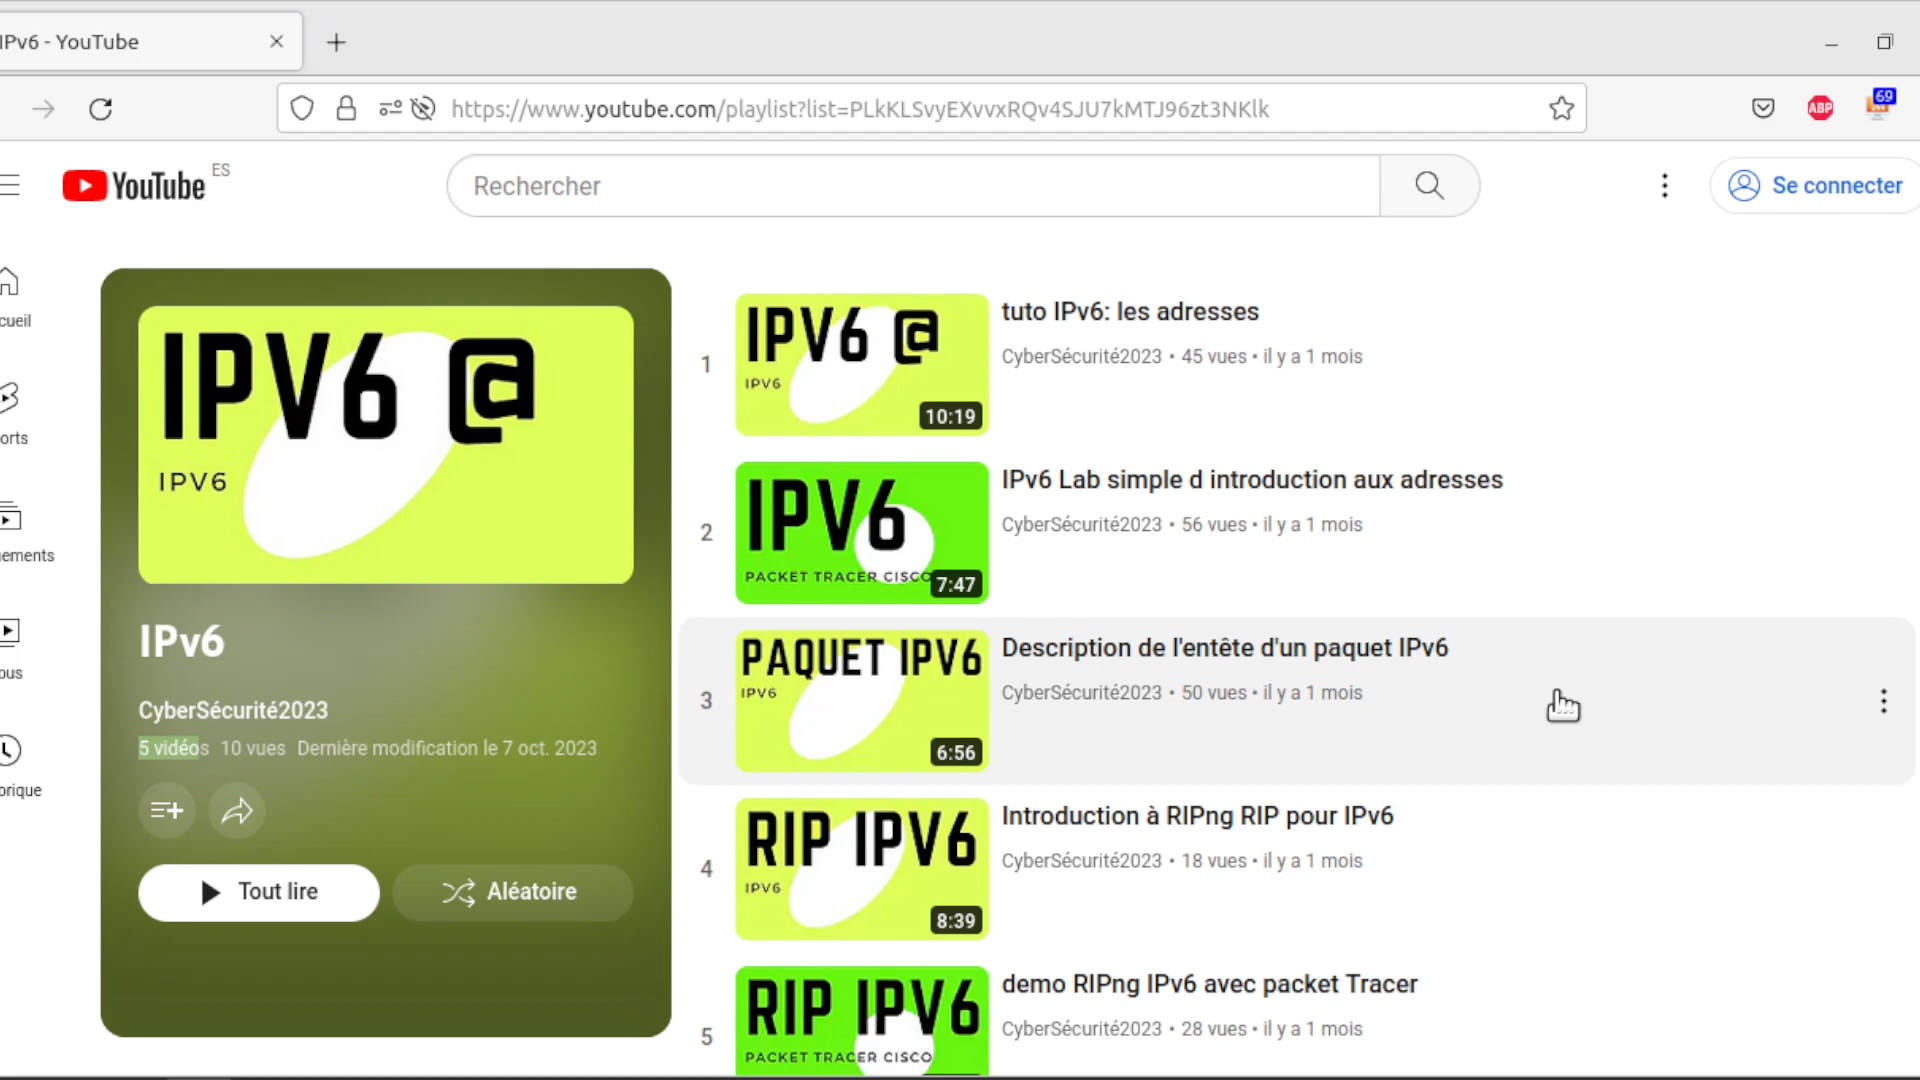 IPv6 - YouTube
https://www.youtube.com/playlist?list=PLkKLSvyEXvvxRQv4SJU7kMTJ96zt3NKlk
ABP
69
YouTube ES
Rechercher
Se connecter
cueil
orts
nements
ous
orique
IPV6 @
IPV6
IPv6
CyberSécurité2023
5 vidéos 10 vues Dernière modification le 7 oct. 2023
Tout lire
Aléatoire
1
IPV6 @
IPV6
10:19
tuto IPv6: les adresses
CyberSécurité2023 • 45 vues • il y a 1 mois
2
IPV6
PACKET TRACER CISCO
7:47
IPv6 Lab simple d introduction aux adresses
CyberSécurité2023 • 56 vues • il y a 1 mois
3
PAQUET IPV6
IPV6
6:56
Description de l'entête d'un paquet IPv6
CyberSécurité2023 • 50 vues • il y a 1 mois
4
RIP IPV6
IPV6
8:39
Introduction à RIPng RIP pour IPv6
CyberSécurité2023 • 18 vues • il y a 1 mois
5
RIP IPV6
PACKET TRACER CISCO
demo RIPng IPv6 avec packet Tracer
CyberSécurité2023 • 28 vues • il y a 1 mois